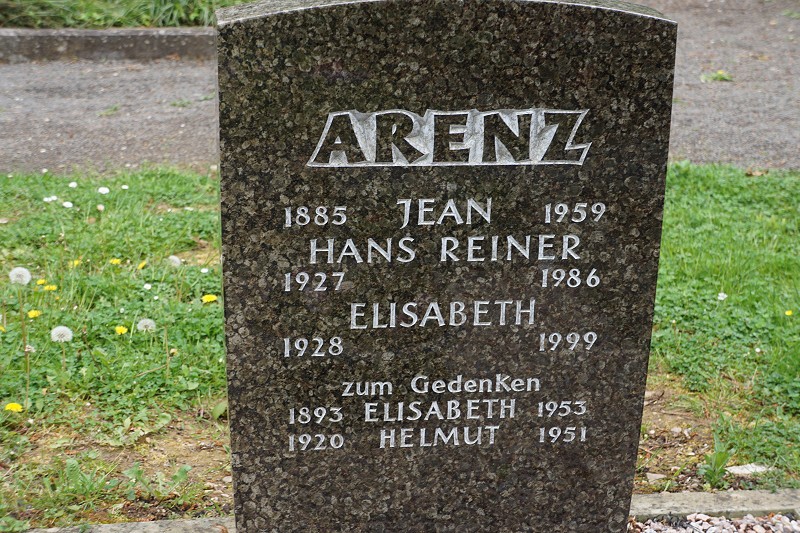 ARENZ
1885 JEAN 1959
HANS REINER
1927 1986
ELISABETH
1928 1999
zum Gedenken
1893 ELISABETH 1953
1920 HELMUT 1951